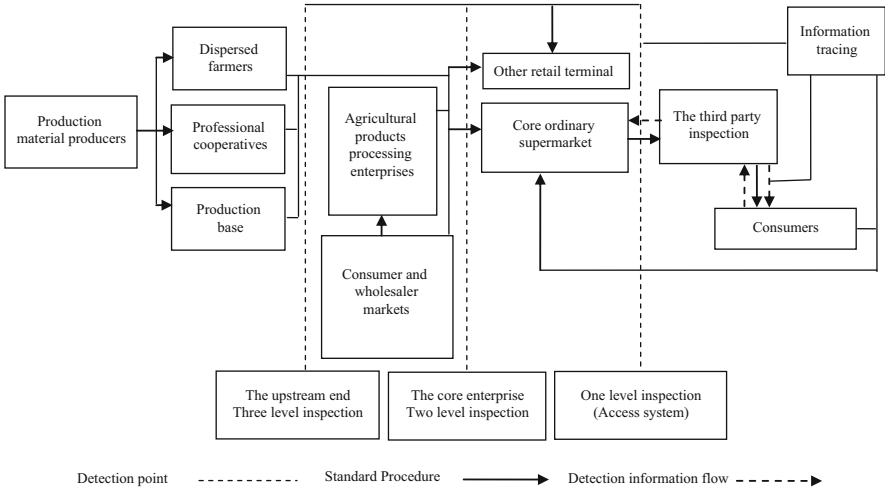 Dispersed
farmers
Information
tracing
Other retail terminal
Production
material producers
Professional
cooperatives
Agricultural
products
processing
enterprises
Core ordinary
supermarket
The third party
inspection
Production
base
Consumers
Consumer and
wholesaler
markets
The upstream end
Three level inspection
The core enterprise
Two level inspection
One level inspection
(Access system)
Detection point
Standard Procedure
Detection information flow